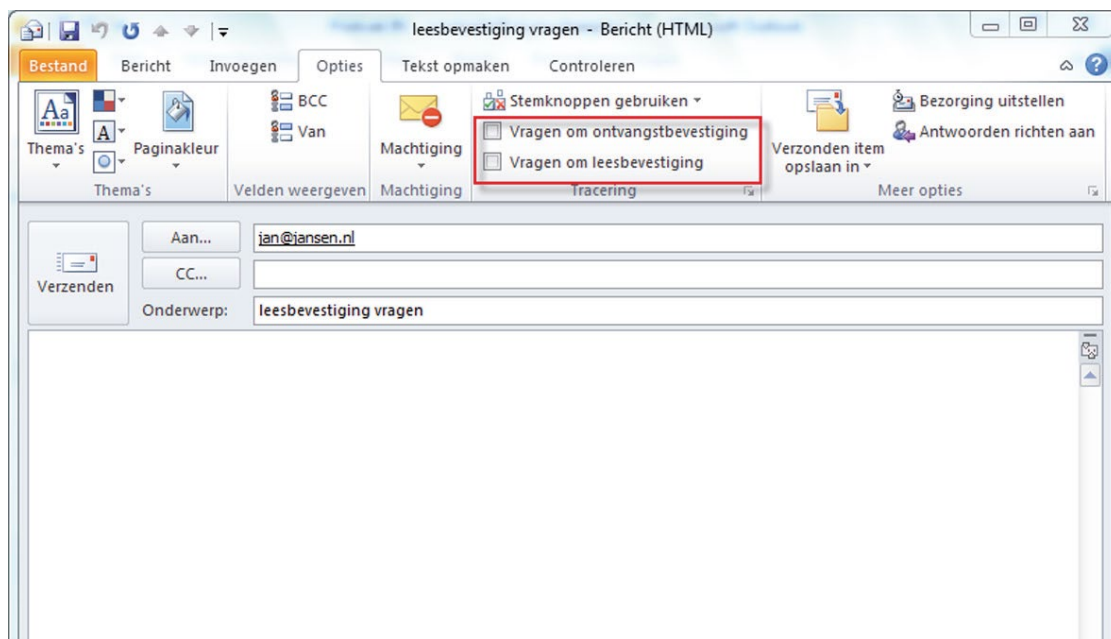 leesbevestiging vragen - Bericht (HTML)
Bestand Bericht Invoegen Opties Tekst opmaken Controleren
Aa
Thema's
A
Paginakleur
Thema's
BCC
Van
Velden weergeven
Machtiging
Machtiging
Stemknoppen gebruiken
Vragen om ontvangstbevestiging
Vragen om leesbevestiging
Tracering
Verzonden item
opslaan in
Bezorging uitstellen
Antwoorden richten aan
Meer opties
Verzenden
Aan... jan@jansen.nl
CC...
Onderwerp: leesbevestiging vragen